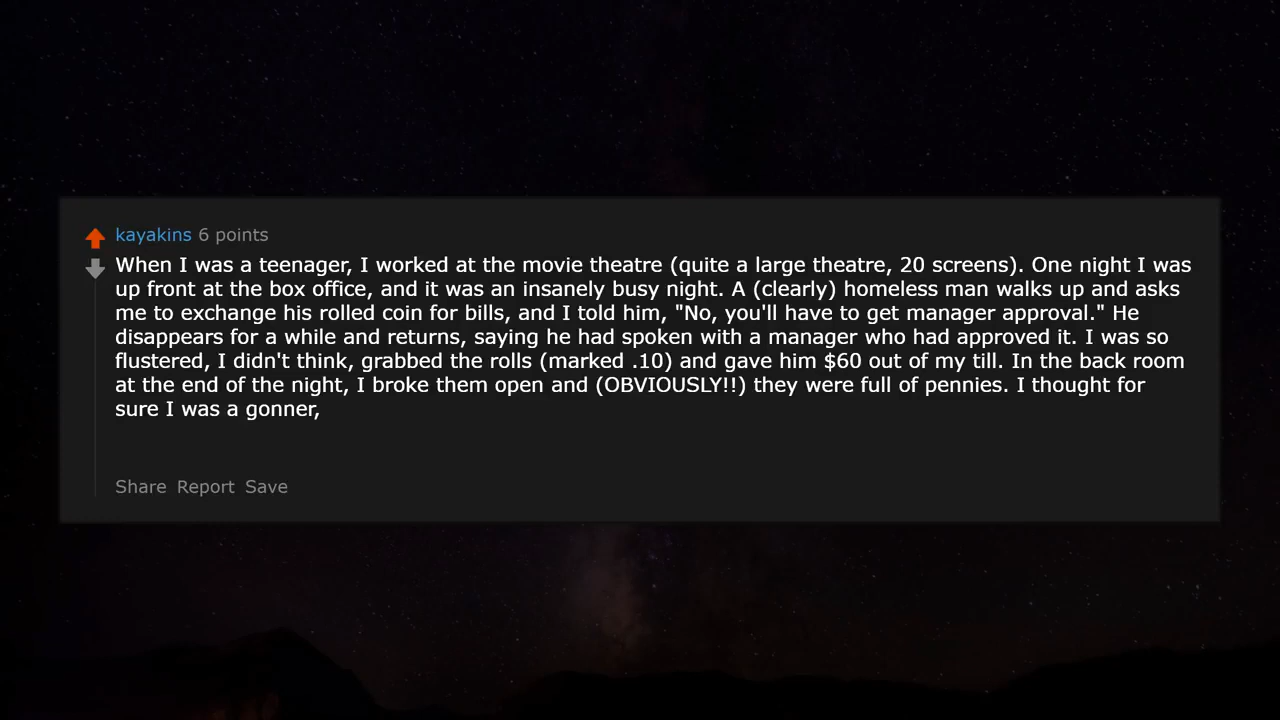 kayakins 6 points
When I was a teenager, I worked at the movie theatre (quite a large theatre, 20 screens). One night I was
up front at the box office, and it was an insanely busy night. A (clearly) homeless man walks up and asks
me to exchange his rolled coin for bills, and I told him, "No, you'll have to get manager approval." He
disappears for a while and returns, saying he had spoken with a manager who had approved it. I was so
flustered, I didn't think, grabbed the rolls (marked .10) and gave him $60 out of my till. In the back room
at the end of the night, I broke them open and (OBVIOUSLY!!) they were full of pennies. I thought for
sure I was a gonner,
Share Report Save